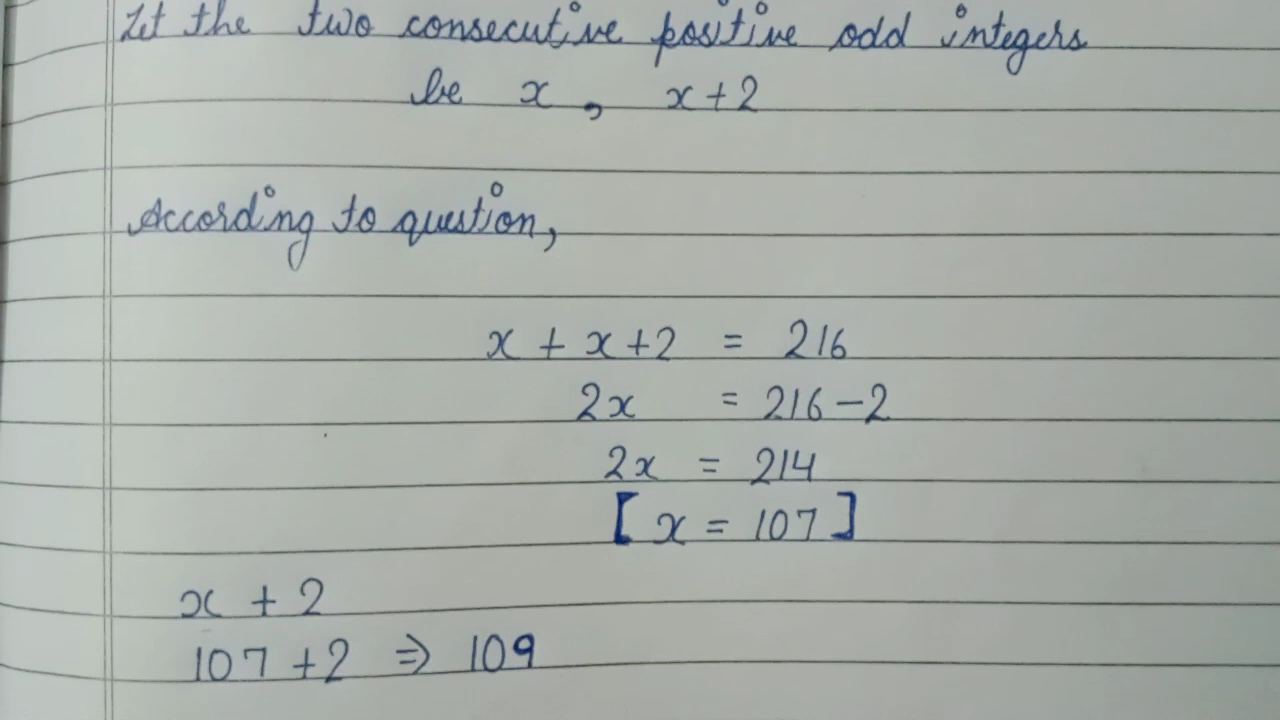 Let the two consecutive positive odd integers
be x, x+2
According to question,
x + x+2 = 216
2x = 216-2
2x = 214
[x = 107]
x + 2
107 +2 ⇒ 109